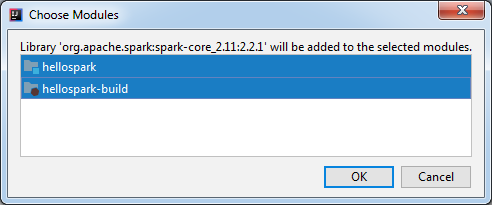 Choose Modules
Library 'org.apache.spark:spark-core_2.11:2.2.1' will be added to the selected modules.
hellospark
hellospark-build
OK Cancel